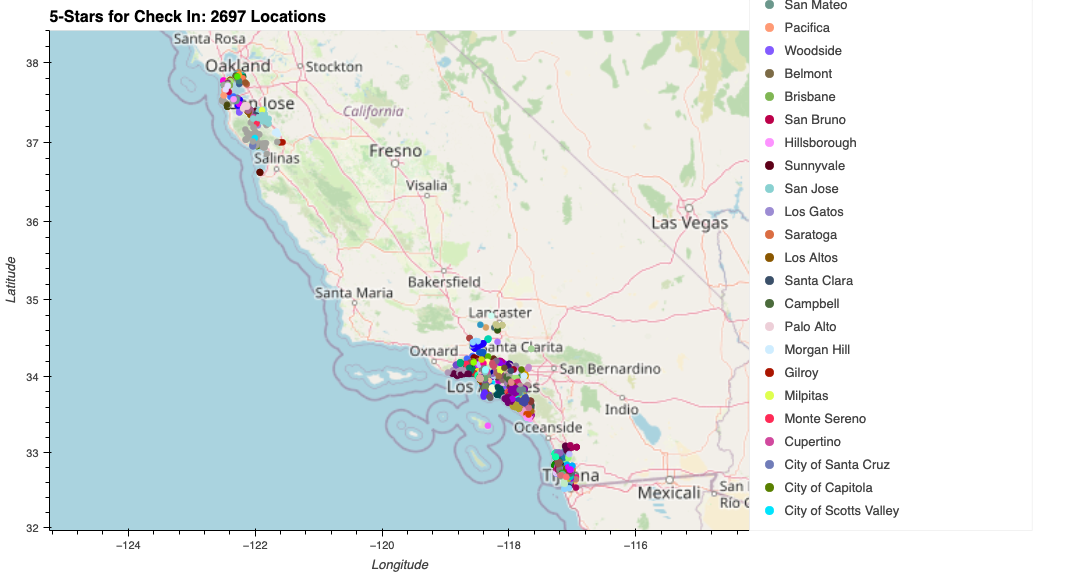 5-Stars for Check In: 2697 Locations
Santa Rosa
Oakland
Stockton
California
San Jose
Salinas
Fresno
Visalia
Las Vegas
Bakersfield
Santa Maria
Lancaster
Oxnard
Santa Clarita
San Bernardino
Los Angeles
Indio
Oceanside
Tijuana
Mexicali
San
Río C
38
37
36
35
34
33
32
Latitude
−124
−122
−120
−118
−116
Longitude
San Mateo
Pacifica
Woodside
Belmont
Brisbane
San Bruno
Hillsborough
Sunnyvale
San Jose
Los Gatos
Saratoga
Los Altos
Santa Clara
Campbell
Palo Alto
Morgan Hill
Gilroy
Milpitas
Monte Sereno
Cupertino
City of Santa Cruz
City of Capitola
City of Scotts Valley